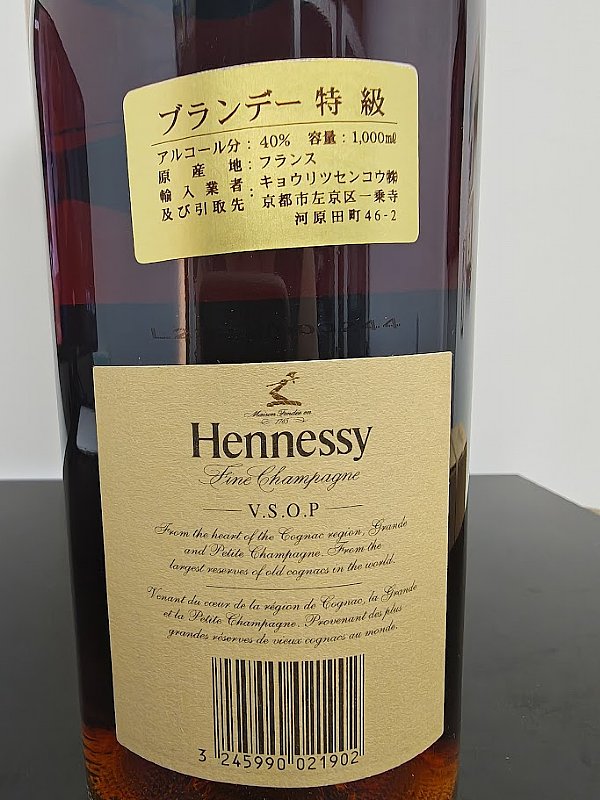 ブランデー 特級
アルコール分：40% 容量：1,000ml
原産地：フランス
輸入業者：キョウリツセンコウ㈱
及び引取先：京都市左京区一乗寺
河原田町46-2
Maison fondée en
1765
Hennessy
Fine Champagne
V.S.O.P
From the heart of the Cognac region, Grande
and Petite Champagne. From the
largest reserves of old cognacs in the world.
Venant du cœur de la région de Cognac, la Grande
et la Petite Champagne. Provenant des plus
grandes réserves de vieux cognacs au monde.
3 245990 021902